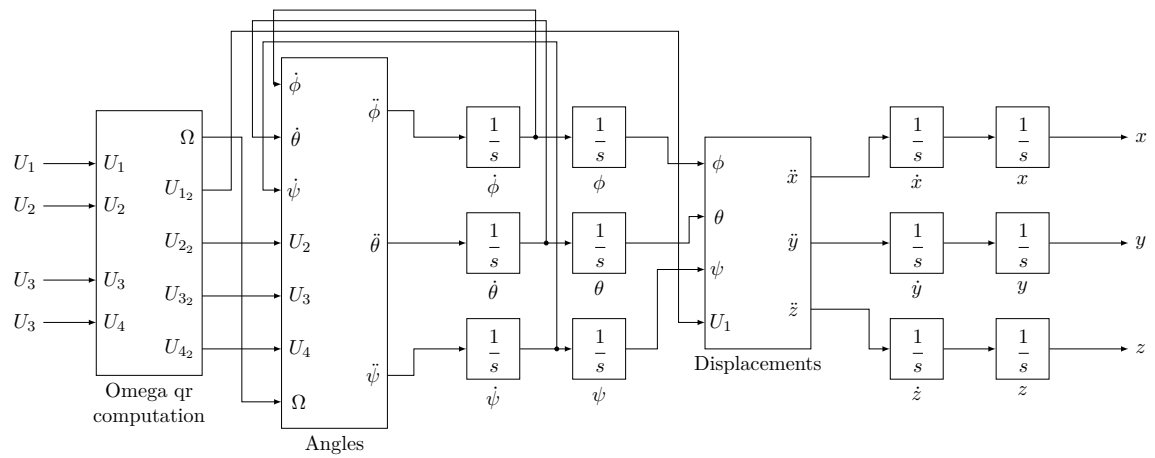 U₁
U₂
U₃
U₃
U₁
U₂
U₃
U₄
Ω
U₁₂
U₂₂
U₃₂
U₄₂
Omega qr
computation
φ̇
θ̇
ψ̇
U₂
U₃
U₄
Ω
φ̈
θ̈
ψ̈
Angles
1/s
φ̇
1/s
φ
1/s
θ̇
1/s
θ
1/s
ψ̇
1/s
ψ
φ
θ
ψ
U₁
ẍ
ÿ
z̈
Displacements
1/s
ẋ
1/s
x
x
1/s
ẏ
1/s
y
y
1/s
ż
1/s
z
z